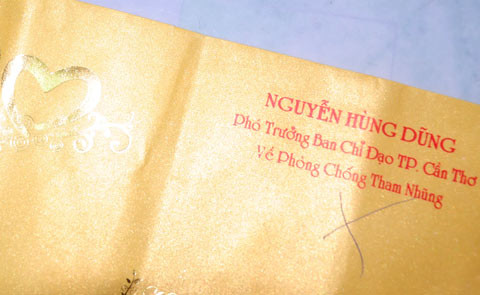 NGUYỄN HÙNG DŨNG
Phó Trưởng Ban Chỉ Đạo TP. Cần Thơ
Về Phòng Chống Tham Nhũng